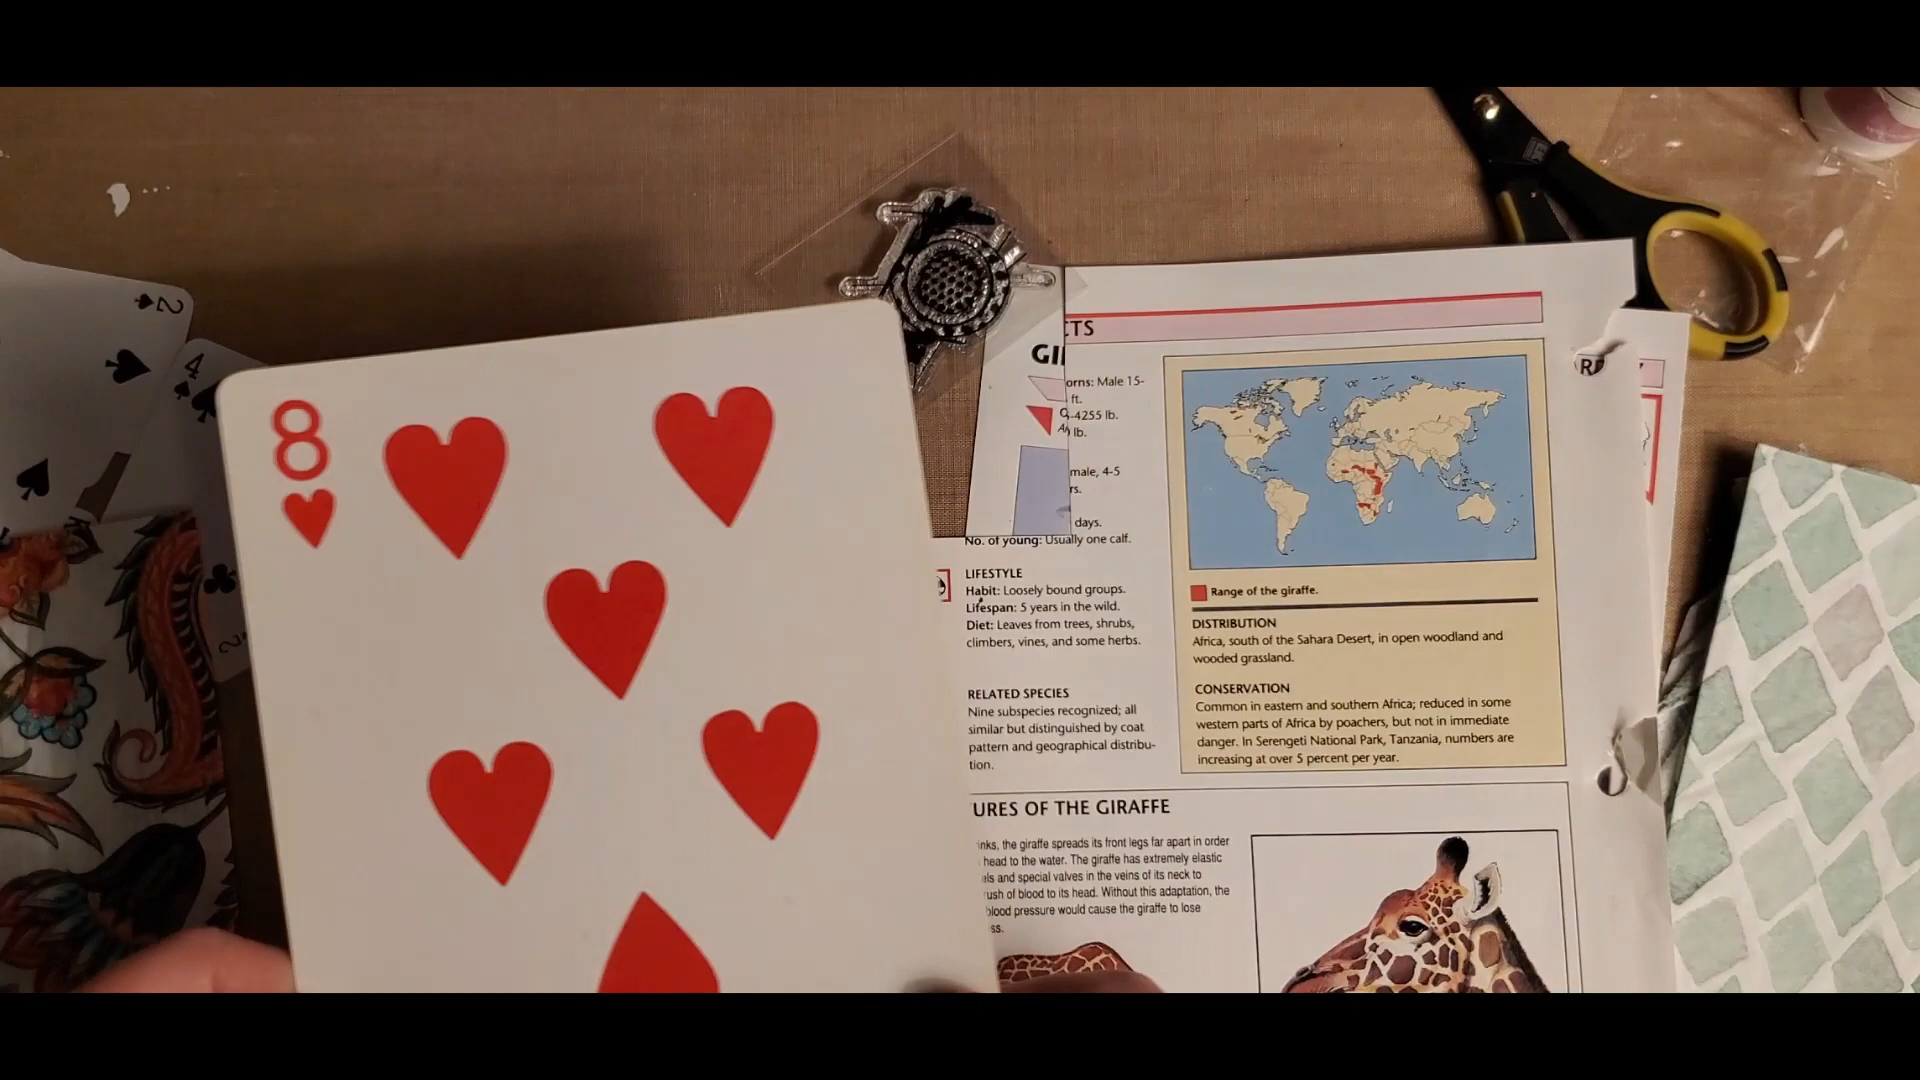 2
4
8
K
2
CTS
GI
orns: Male 15-
ft.
-4255 lb.
lb.
male, 4-5
rs.
days.
No. of young: Usually one calf.
LIFESTYLE
Habit: Loosely bound groups.
Lifespan: 5 years in the wild.
Diet: Leaves from trees, shrubs,
climbers, vines, and some herbs.
RELATED SPECIES
Nine subspecies recognized; all
similar but distinguished by coat
pattern and geographical distribu-
tion.
Range of the giraffe.
DISTRIBUTION
Africa, south of the Sahara Desert, in open woodland and
wooded grassland.
CONSERVATION
Common in eastern and southern Africa; reduced in some
western parts of Africa by poachers, but not in immediate
danger. In Serengeti National Park, Tanzania, numbers are
increasing at over 5 percent per year.
URES OF THE GIRAFFE
inks, the giraffe spreads its front legs far apart in order
head to the water. The giraffe has extremely elastic
els and special valves in the veins of its neck to
rush of blood to its head. Without this adaptation, the
blood pressure would cause the giraffe to lose
ss.